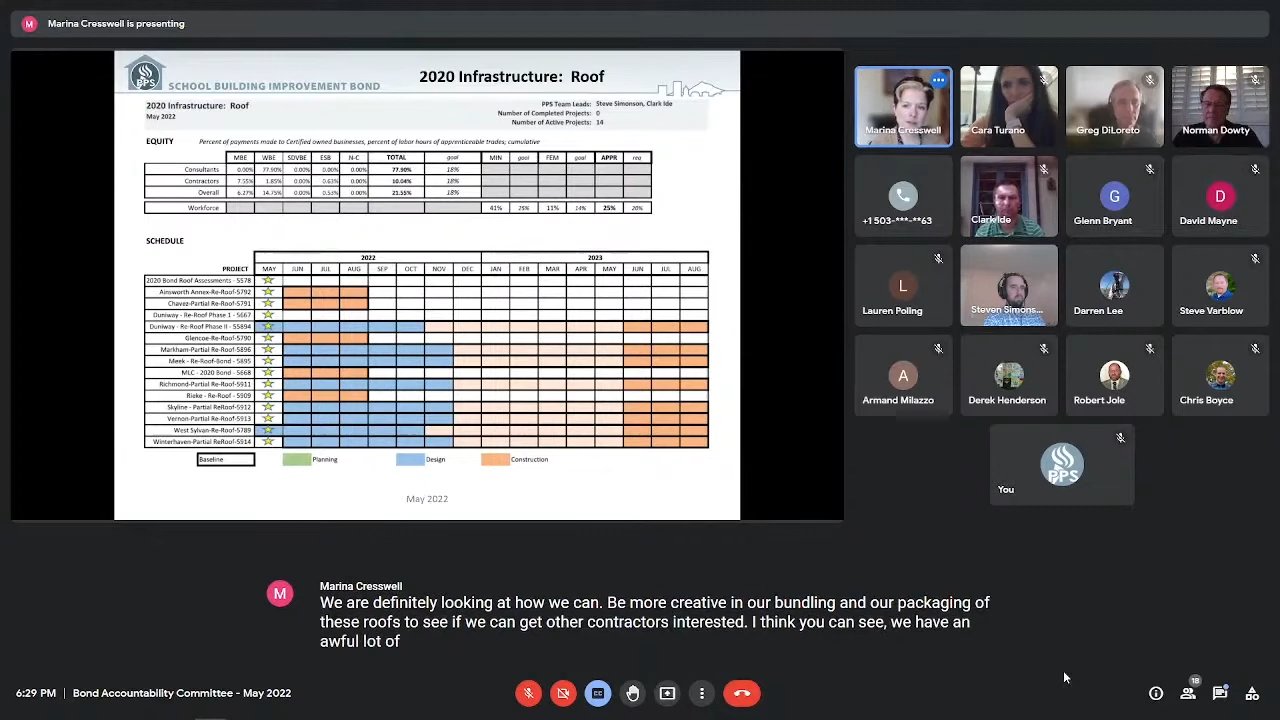 M Marina Cresswell is presenting
PPS
SCHOOL BUILDING IMPROVEMENT BOND
2020 Infrastructure: Roof
2020 Infrastructure: Roof
May 2022
PPS Team Leads: Steve Simonson, Clark Ide
Number of Completed Projects: 0
Number of Active Projects: 14
EQUITY Percent of payments made to Certified owned businesses, percent of labor hours of apprenticeable trades; cumulative
MBE WBE SDVBE ESB N-C TOTAL goal MIN goal FEM goal APPR req
Consultants 0.00% 77.90% 0.00% 0.00% 0.00% 77.90% 18%
Contractors 7.55% 1.85% 0.00% 0.63% 0.00% 10.04% 18%
Overall 6.27% 14.75% 0.00% 0.53% 0.00% 21.55% 18%
Workforce 41% 25% 11% 14% 25% 20%
SCHEDULE
2022 2023
PROJECT MAY JUN JUL AUG SEP OCT NOV DEC JAN FEB MAR APR MAY JUN JUL AUG
2020 Bond Roof Assessments - 5578
Ainsworth Annex-Re-Roof-5792
Chavez-Partial Re-Roof-5791
Duniway - Re-Roof Phase 1 - 5667
Duniway - Re-Roof Phase II - 55894
Glencoe-Re-Roof-5790
Markham-Partial Re-Roof-5896
Meek - Re-Roof-Bond - 5895
MLC - 2020 Bond - 5668
Richmond-Partial Re-Roof-5911
Rieke - Re-Roof - 5909
Skyline - Partial ReRoof-5912
Vernon-Partial Re-Roof-5913
West Sylvan-Re-Roof-5789
Winterhaven-Partial ReRoof-5914
Baseline Planning Design Construction
May 2022
Marina Cresswell
Cara Turano
Greg DiLoreto
Norman Dowty
+1 503-***-**63
Clark Ide
G
Glenn Bryant
D
David Mayne
L
Lauren Poling
Steven Simons...
Darren Lee
Steve Varblow
A
Armand Milazzo
Derek Henderson
Robert Jole
Chris Boyce
PPS
You
M Marina Cresswell
We are definitely looking at how we can. Be more creative in our bundling and our packaging of
these roofs to see if we can get other contractors interested. I think you can see, we have an
awful lot of
6:29 PM | Bond Accountability Committee - May 2022
CC
18